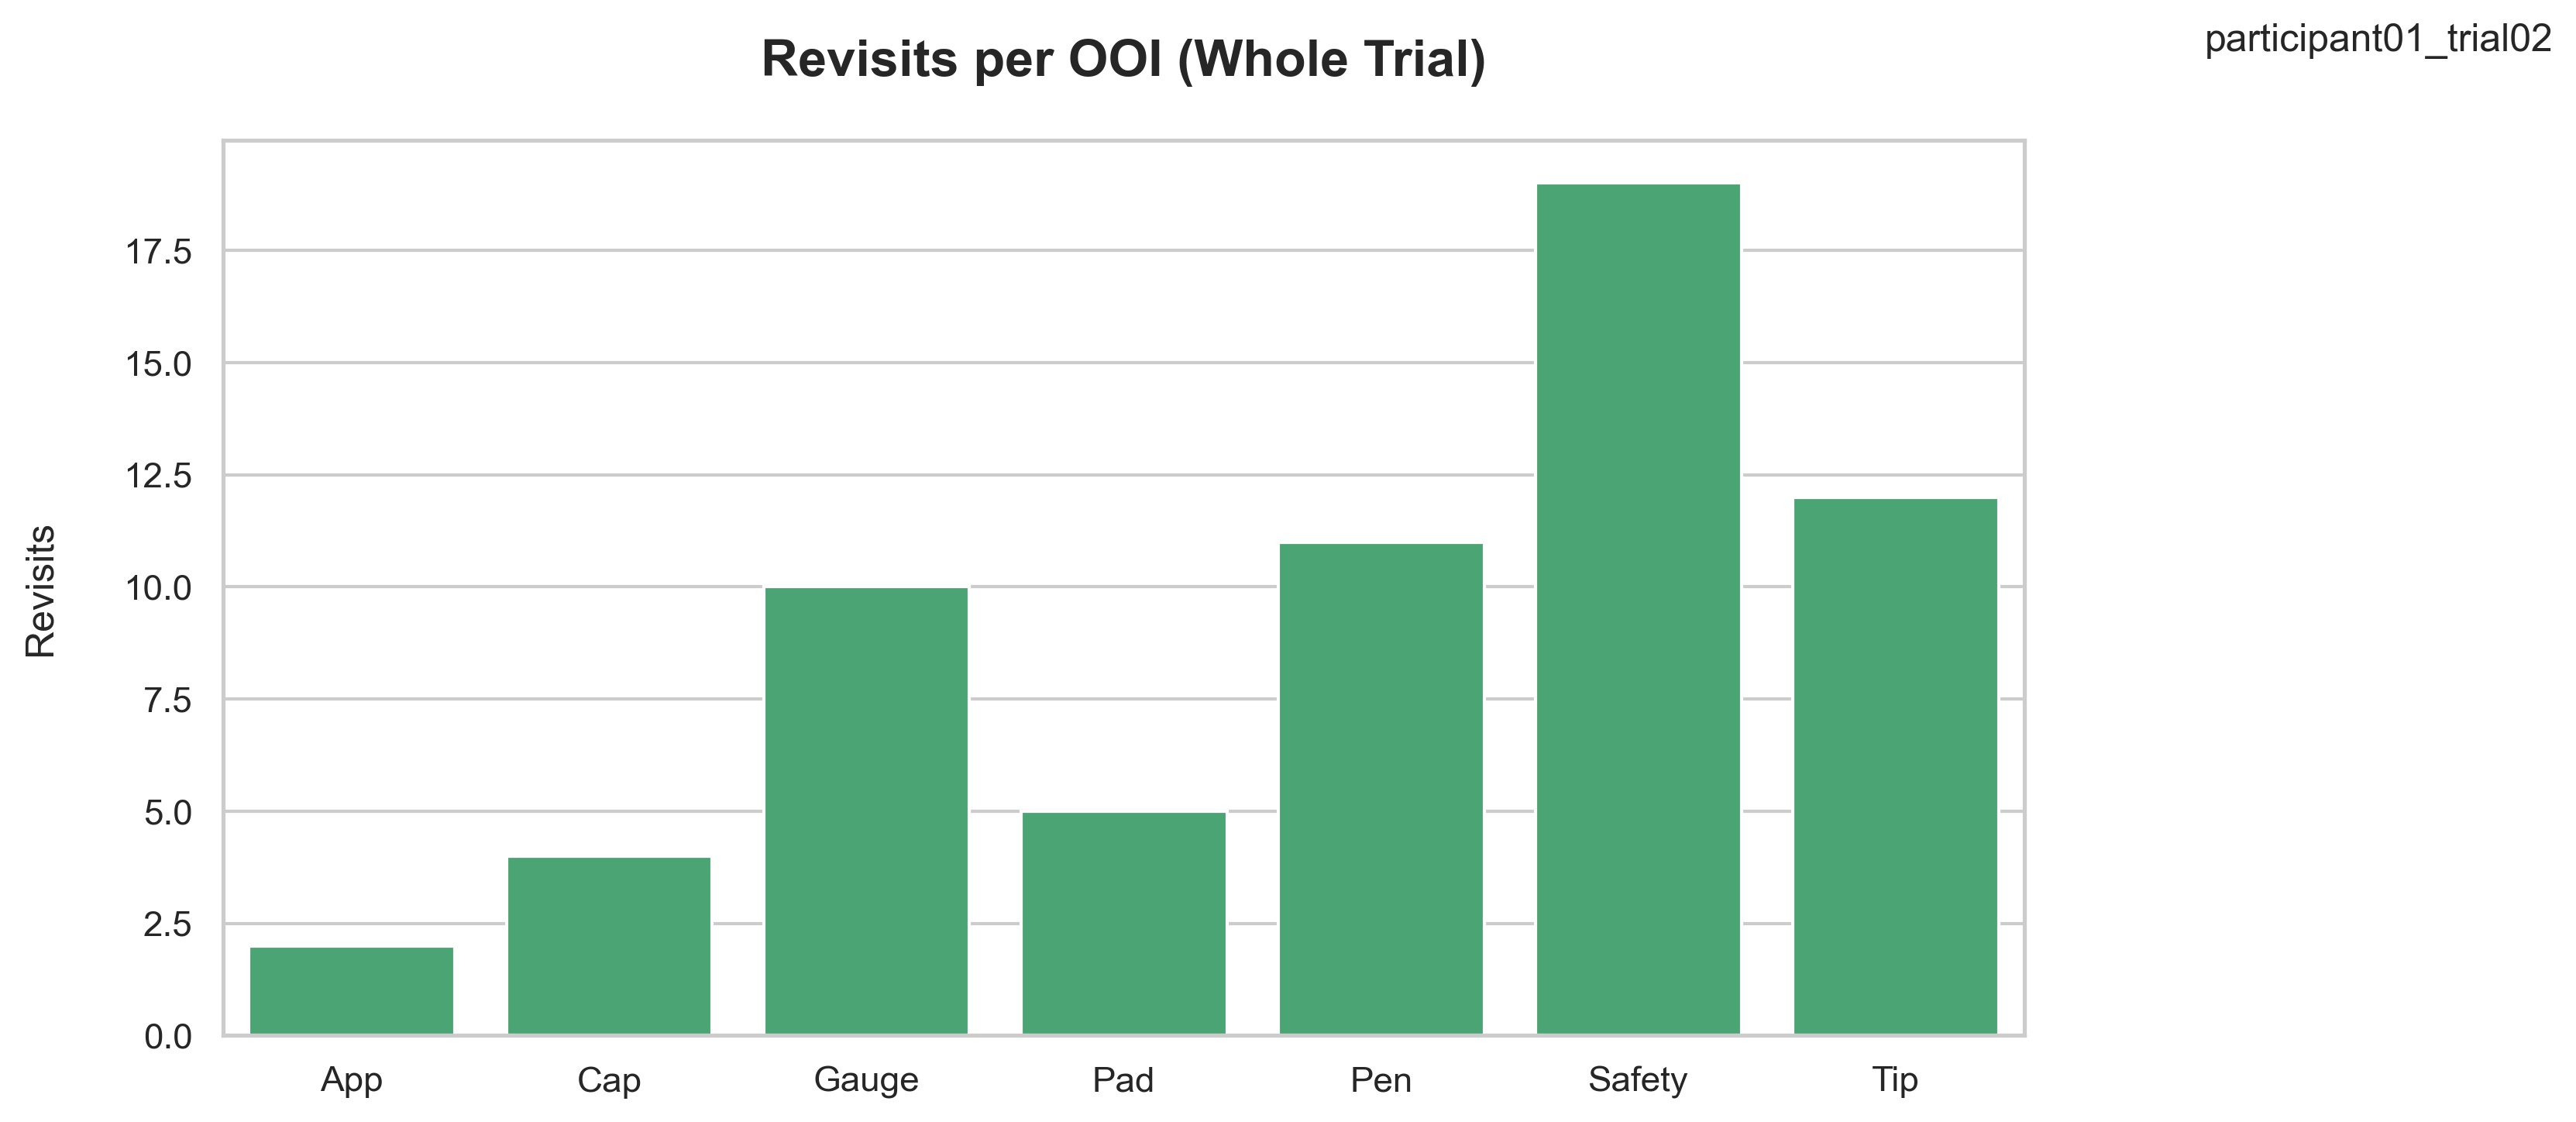 participant01_trial02
Revisits per OOI (Whole Trial)
Revisits
17.5
15.0
12.5
10.0
7.5
5.0
2.5
0.0
App Cap Gauge Pad Pen Safety Tip